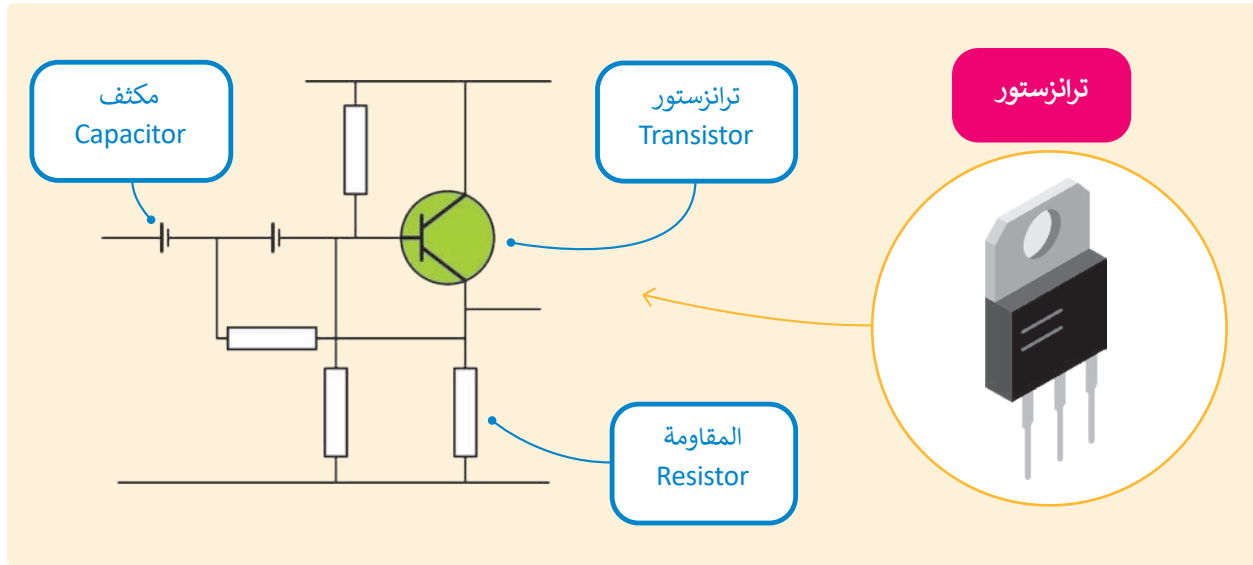 مكثف
Capacitor
ترانزستور
Transistor
ترانزستور
المقاومة
Resistor